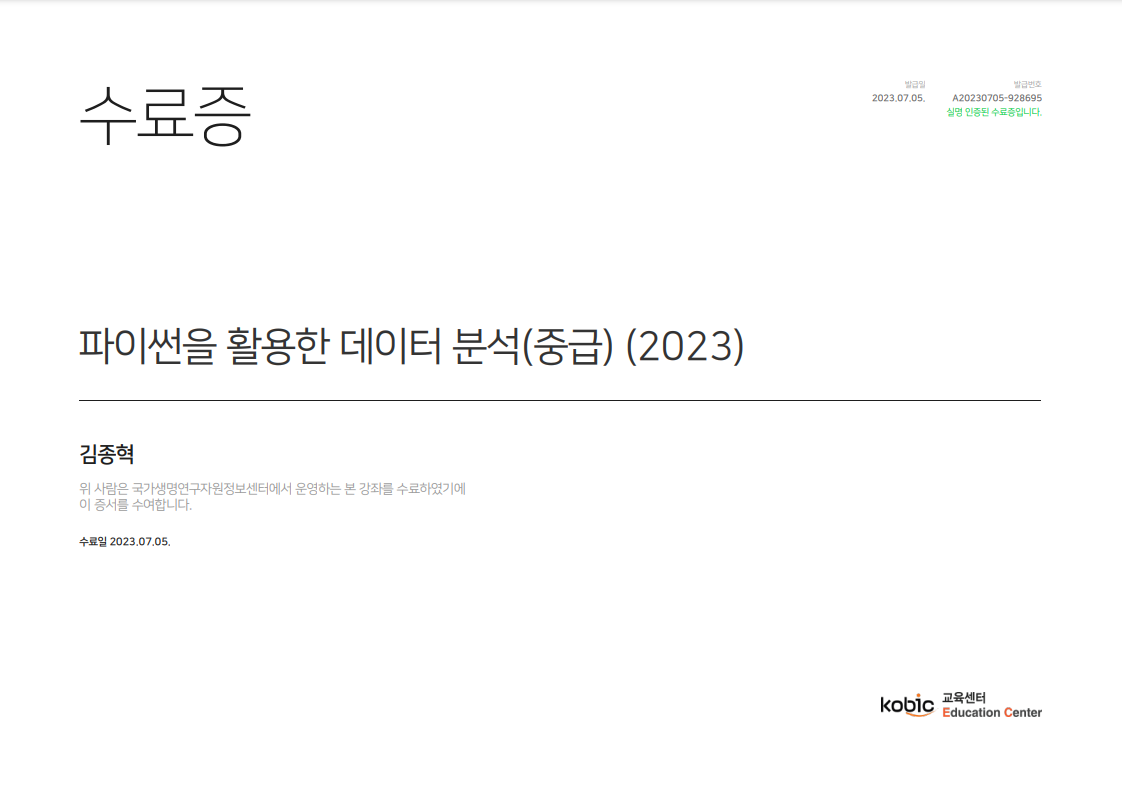 수료증
발급일
2023.07.05.
발급번호
A20230705-928695
실명 인증된 수료증입니다.
파이썬을 활용한 데이터 분석(중급) (2023)
김종혁
위 사람은 국가생명연구자원정보센터에서 운영하는 본 강좌를 수료하였기에
이 증서를 수여합니다.
수료일 2023.07.05.
kobic 교육센터
Education Center